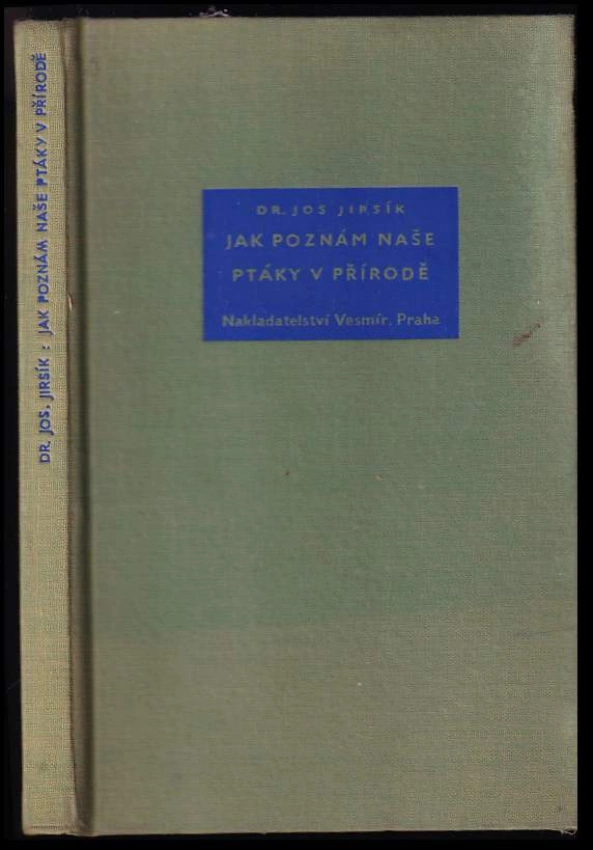 DR. JOS. JIRSÍK : JAK POZNÁM NAŠE PTÁKY V PŘÍRODĚ
DR. JOS JIRSÍK
JAK POZNÁM NAŠE
PTÁKY V PŘÍRODĚ
Nakladatelství Vesmír, Praha